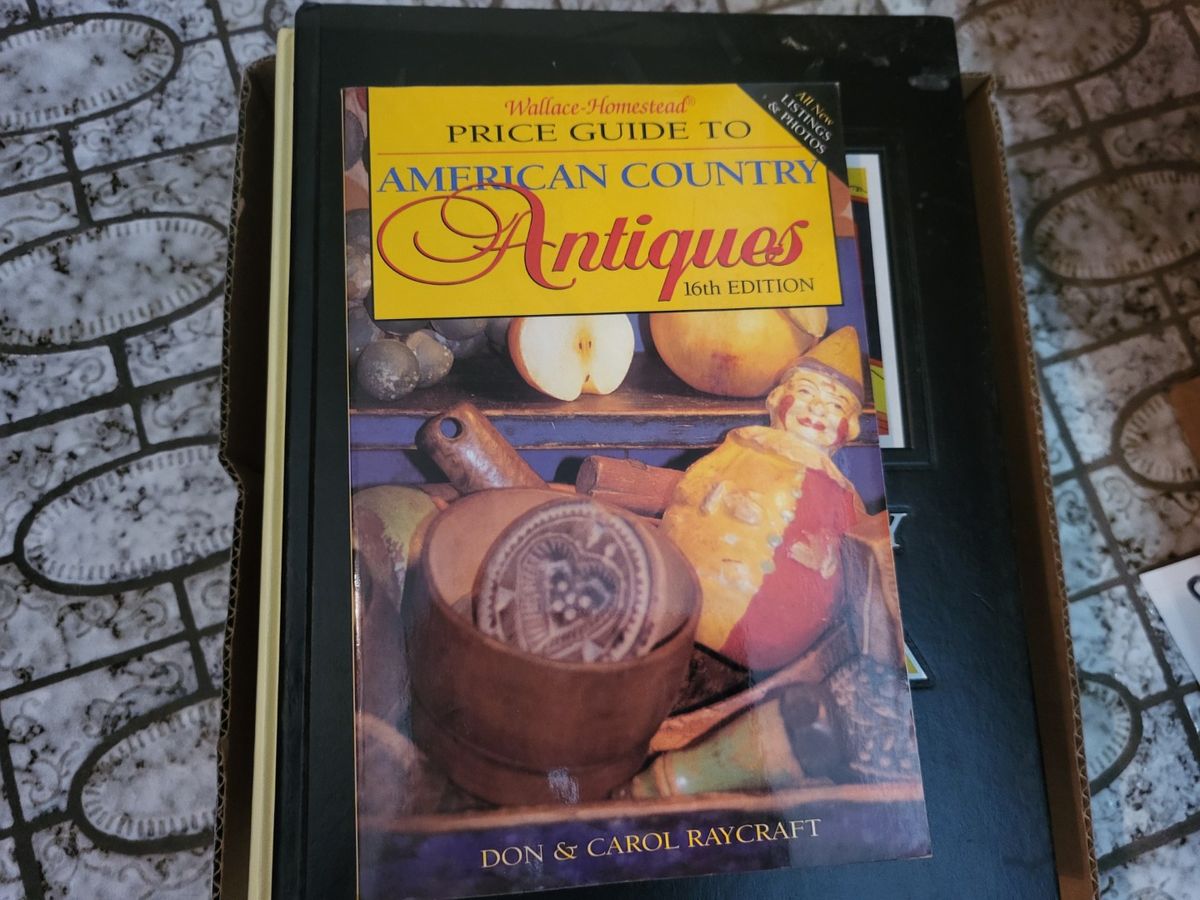 Wallace-Homestead®
PRICE GUIDE TO
AMERICAN COUNTRY
Antiques
16th EDITION
All New
LISTINGS
& PHOTOS
DON & CAROL RAYCRAFT